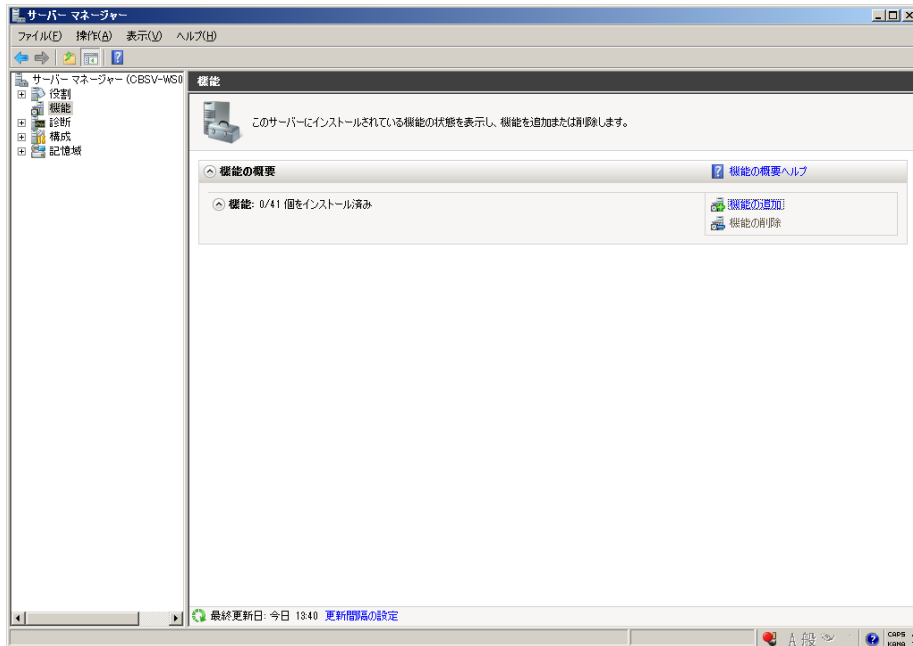 サーバー マネージャー
ファイル(F) 操作(A) 表示(V) ヘルプ(H)
サーバー マネージャー (CBSV-WS0
役割
機能
診断
構成
記憶域
機能
このサーバーにインストールされている機能の状態を表示し、機能を追加または削除します。
機能の概要
機能の概要ヘルプ
機能: 0/41 個をインストール済み
機能の追加
機能の削除
最終更新日: 今日 13:40 更新間隔の設定
A 般
CAPS
KANA